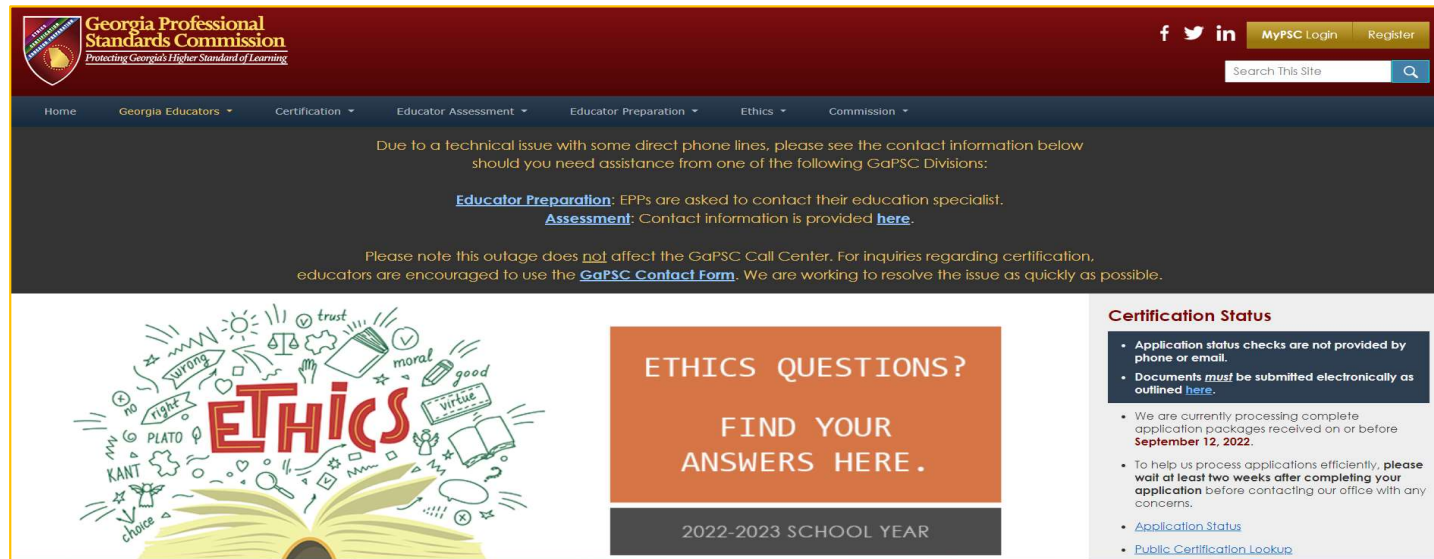 Georgia Professional
Standards Commission
Protecting Georgia's Higher Standard of Learning
MyPSC Login
Register
Search This Site
Home
Georgia Educators
Certification
Educator Assessment
Educator Preparation
Ethics
Commission
Due to a technical issue with some direct phone lines, please see the contact information below
should you need assistance from one of the following GaPSC Divisions:
Educator Preparation: EPPs are asked to contact their education specialist.
Assessment: Contact information is provided here.
Please note this outage does not affect the GaPSC Call Center. For inquiries regarding certification,
educators are encouraged to use the GaPSC Contact Form. We are working to resolve the issue as quickly as possible.
trust
wrong
moral
good
no
right
virtue
ETHICS
PLATO
KANT
choice
ETHICS QUESTIONS?
FIND YOUR
ANSWERS HERE.
2022-2023 SCHOOL YEAR
Certification Status
• Application status checks are not provided by
phone or email.
• Documents must be submitted electronically as
outlined here.
• We are currently processing complete
application packages received on or before
September 12, 2022.
• To help us process applications efficiently, please
wait at least two weeks after completing your
application before contacting our office with any
concerns.
• Application Status
• Public Certification Lookup